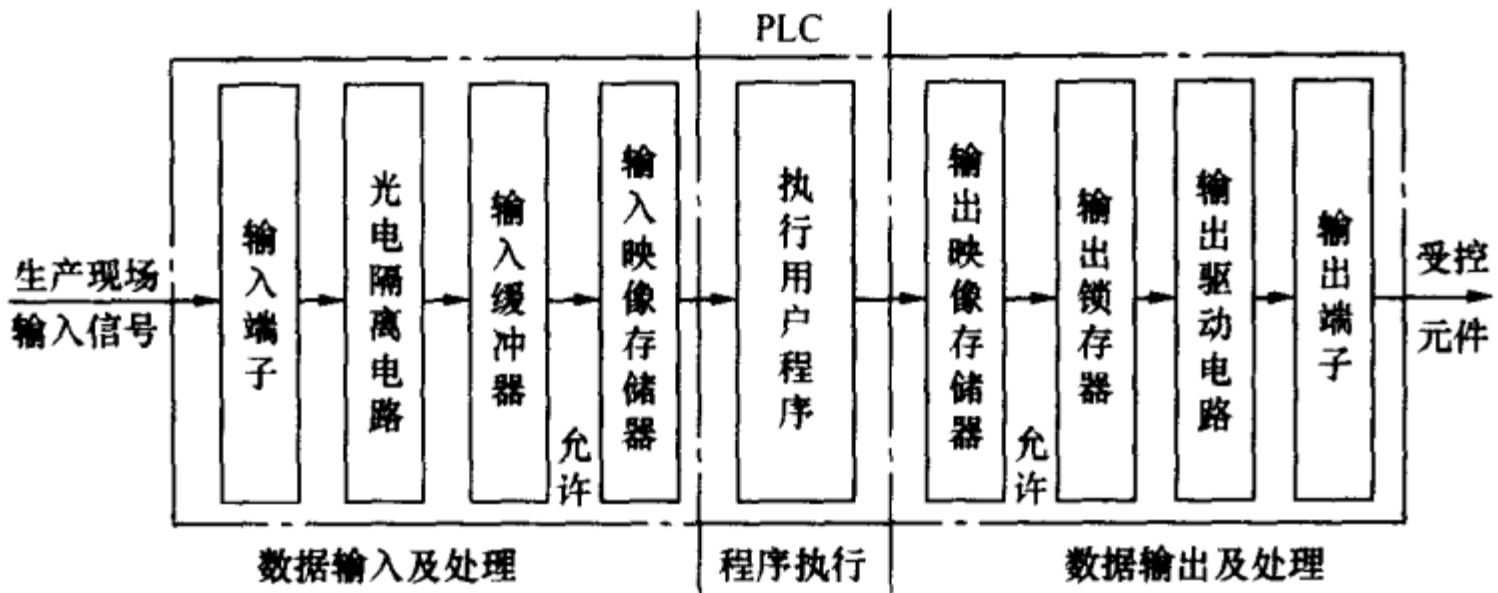 PLC
生产现场
输入信号
输入端子
光电隔离电路
输入缓冲器
允许
输入映像存储器
执行用户程序
输出映像存储器
允许
输出锁存器
输出驱动电路
输出端子
受控
元件
数据输入及处理
程序执行
数据输出及处理